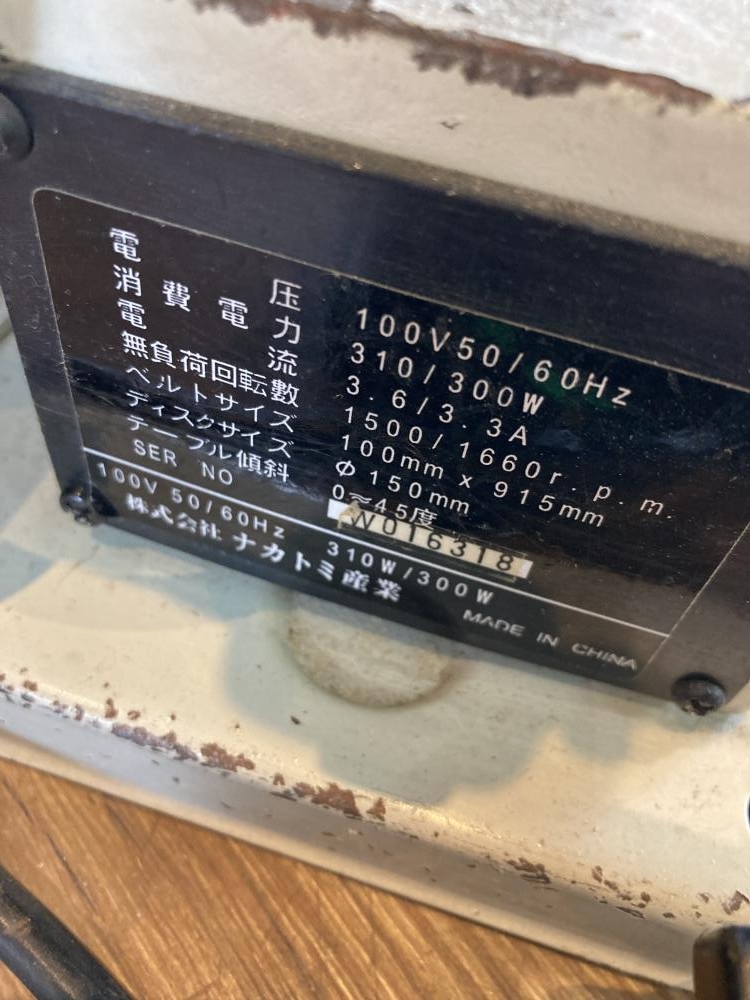 電圧 100V50/60Hz
消費電力 310/300W
電流 3.6/3.3A
無負荷回転數 1500/1660r.p.m.
ベルトサイズ 100mm x 915mm
ディスクサイズ Φ150mm
テーブル傾斜 0≈45度
SER NO W016318
100V 50/60Hz 310W/300W
株式会社 ナカトミ産業
MADE IN CHINA